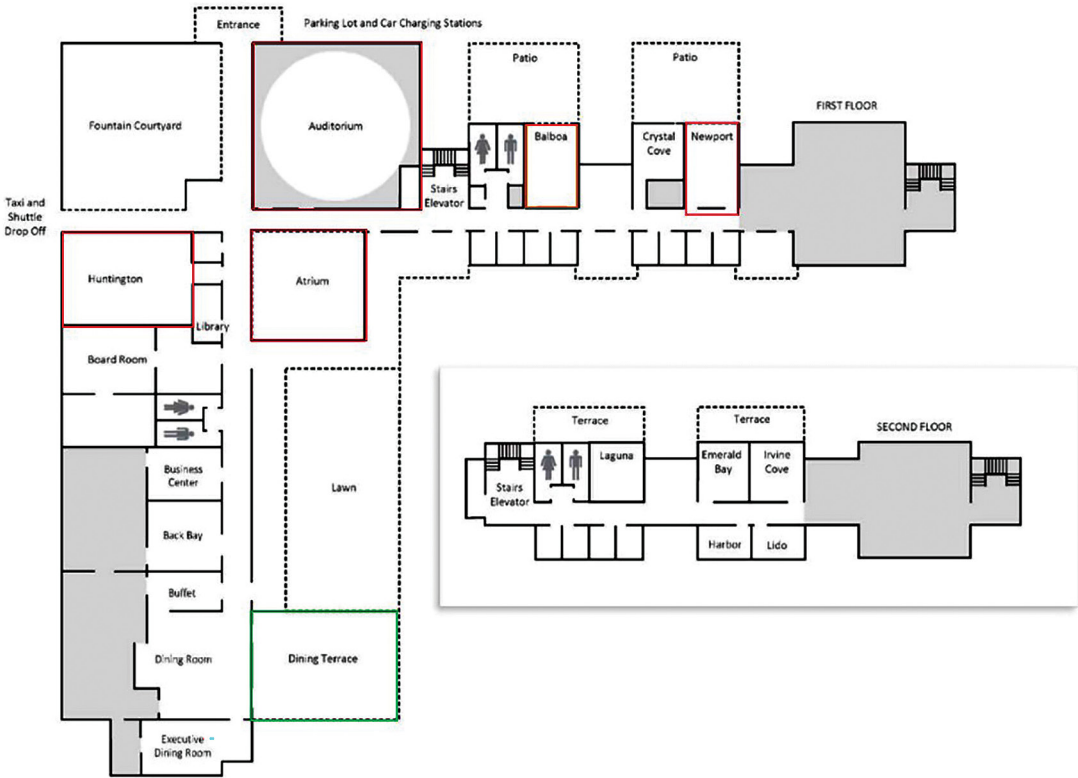 Entrance
Parking Lot and Car Charging Stations
Fountain Courtyard
Auditorium
Patio
Patio
FIRST FLOOR
Balboa
Crystal
Cove
Newport
Stairs
Elevator
Taxi and
Shuttle
Drop Off
Huntington
Atrium
Library
Board Room
Business
Center
Back Bay
Buffet
Lawn
Dining Room
Dining Terrace
Executive
Dining Room
Terrace
Terrace
SECOND FLOOR
Laguna
Emerald
Bay
Irvine
Cove
Stairs
Elevator
Harbor
Lido